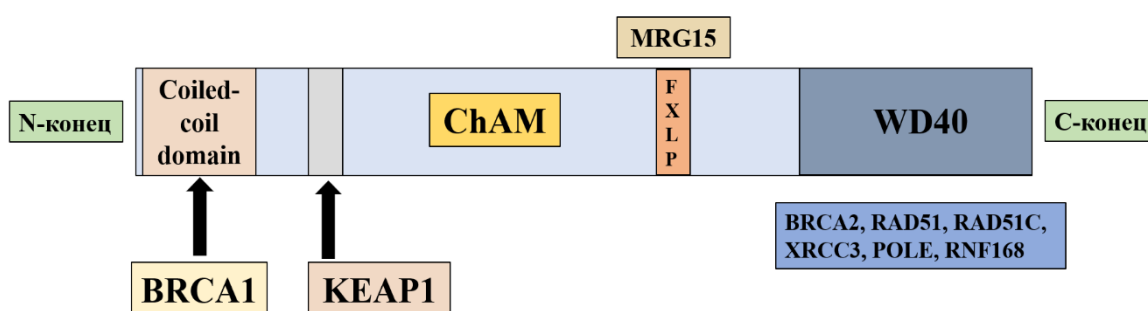 MRG15
N-конец
Coiled-
coil
domain
ChAM
F
X
L
P
WD40
C-конец
BRCA2, RAD51, RAD51C,
XRCC3, POLE, RNF168
BRCA1
KEAP1